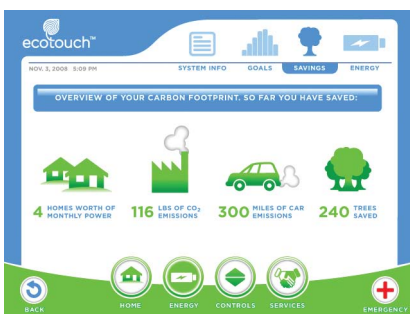 ecotouch™
NOV. 3, 2008 5:09 PM
SYSTEM INFO GOALS SAVINGS ENERGY
OVERVIEW OF YOUR CARBON FOOTPRINT. SO FAR YOU HAVE SAVED:
4 HOMES WORTH OF MONTHLY POWER
116 LBS OF CO₂ EMISSIONS
300 MILES OF CAR EMISSIONS
240 TREES SAVED
BACK HOME ENERGY CONTROLS SERVICES EMERGENCY